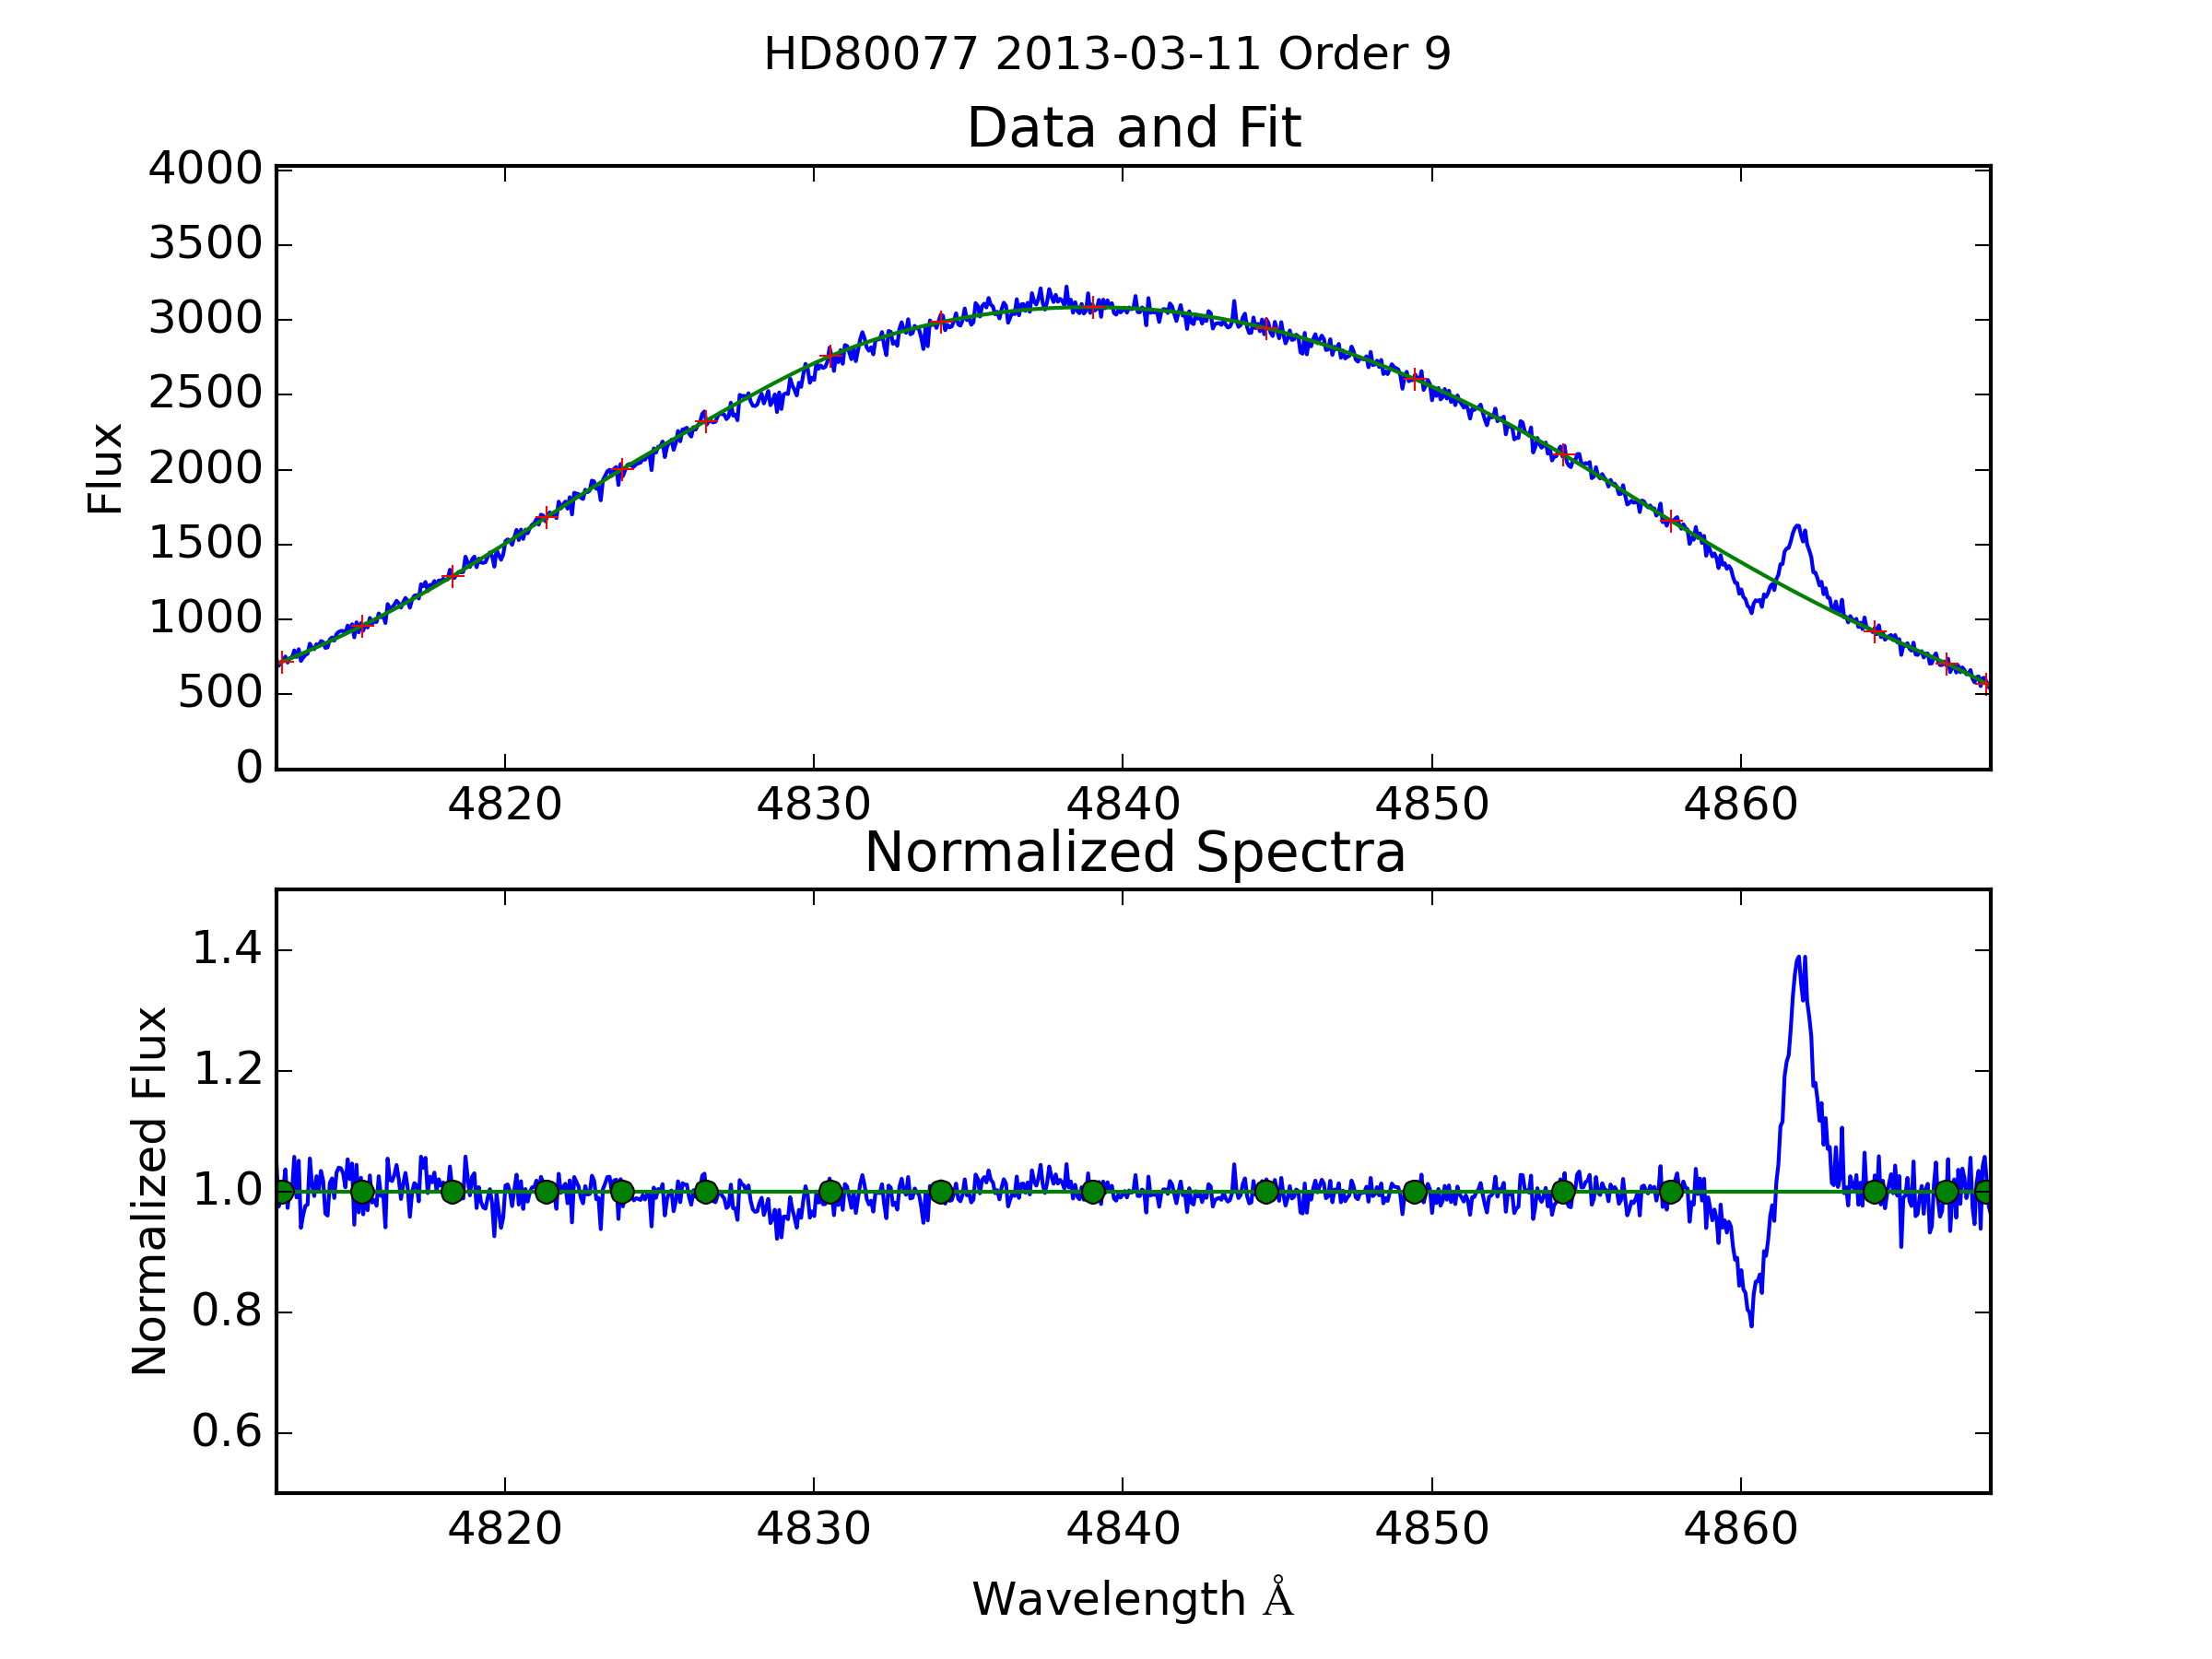 HD80077 2013-03-11 Order 9
Data and Fit
4000
3500
3000
2500
2000
1500
1000
500
0
Flux
4820 4830 4840 4850 4860
Normalized Spectra
1.4
1.2
1.0
0.8
0.6
Normalized Flux
4820 4830 4840 4850 4860
Wavelength Å